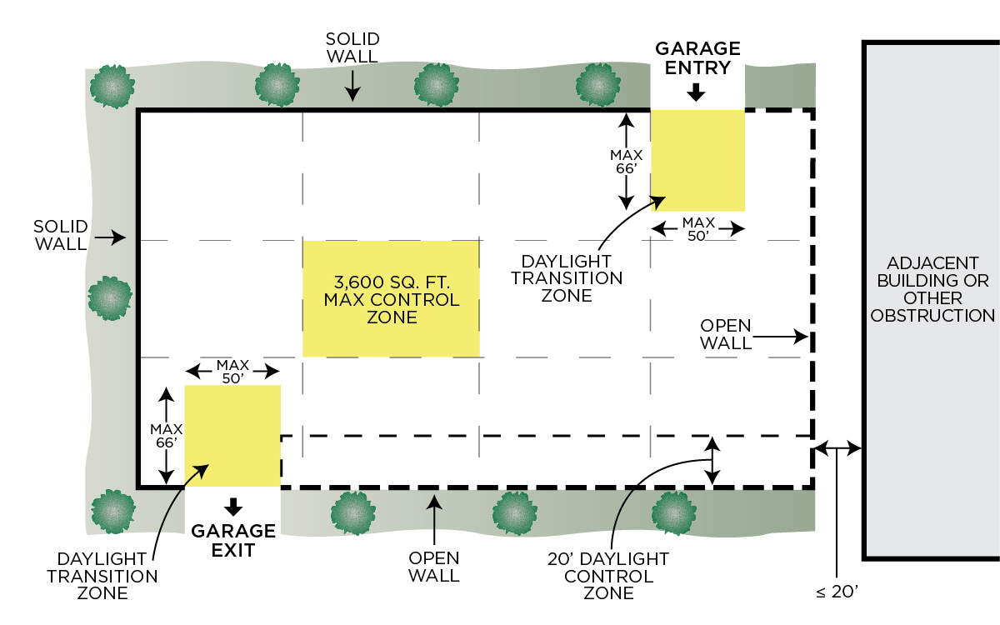 SOLID
WALL
GARAGE
ENTRY
MAX
66’
MAX
50’
SOLID
WALL
DAYLIGHT
TRANSITION
ZONE
3,600 SQ. FT.
MAX CONTROL
ZONE
ADJACENT
BUILDING OR
OTHER
OBSTRUCTION
OPEN
WALL
MAX
50’
MAX
66’
GARAGE
EXIT
DAYLIGHT
TRANSITION
ZONE
OPEN
WALL
20’ DAYLIGHT
CONTROL
ZONE
≤ 20’